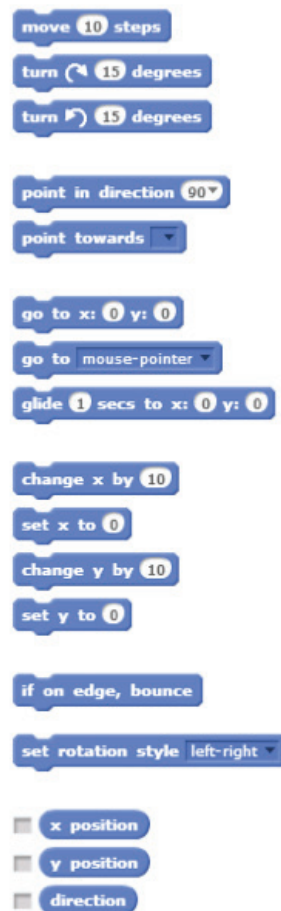 move 10 steps
turn 15 degrees
turn 15 degrees
point in direction 90
point towards
go to x: 0 y: 0
go to mouse-pointer
glide 1 secs to x: 0 y: 0
change x by 10
set x to 0
change y by 10
set y to 0
if on edge, bounce
set rotation style left-right
x position
y position
direction